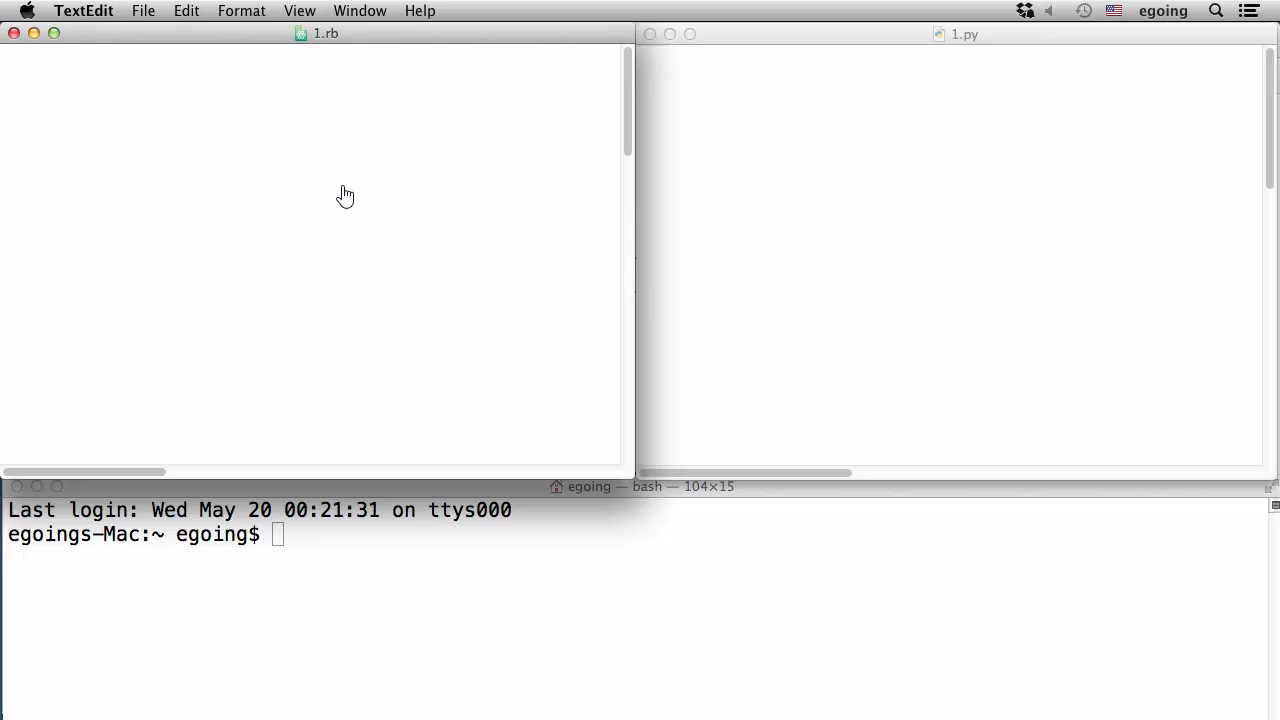 TextEdit File Edit Format View Window Help egoing
1.rb
1.py
egoing — bash — 104×15
Last login: Wed May 20 00:21:31 on ttys000
egoings-Mac:~ egoing$